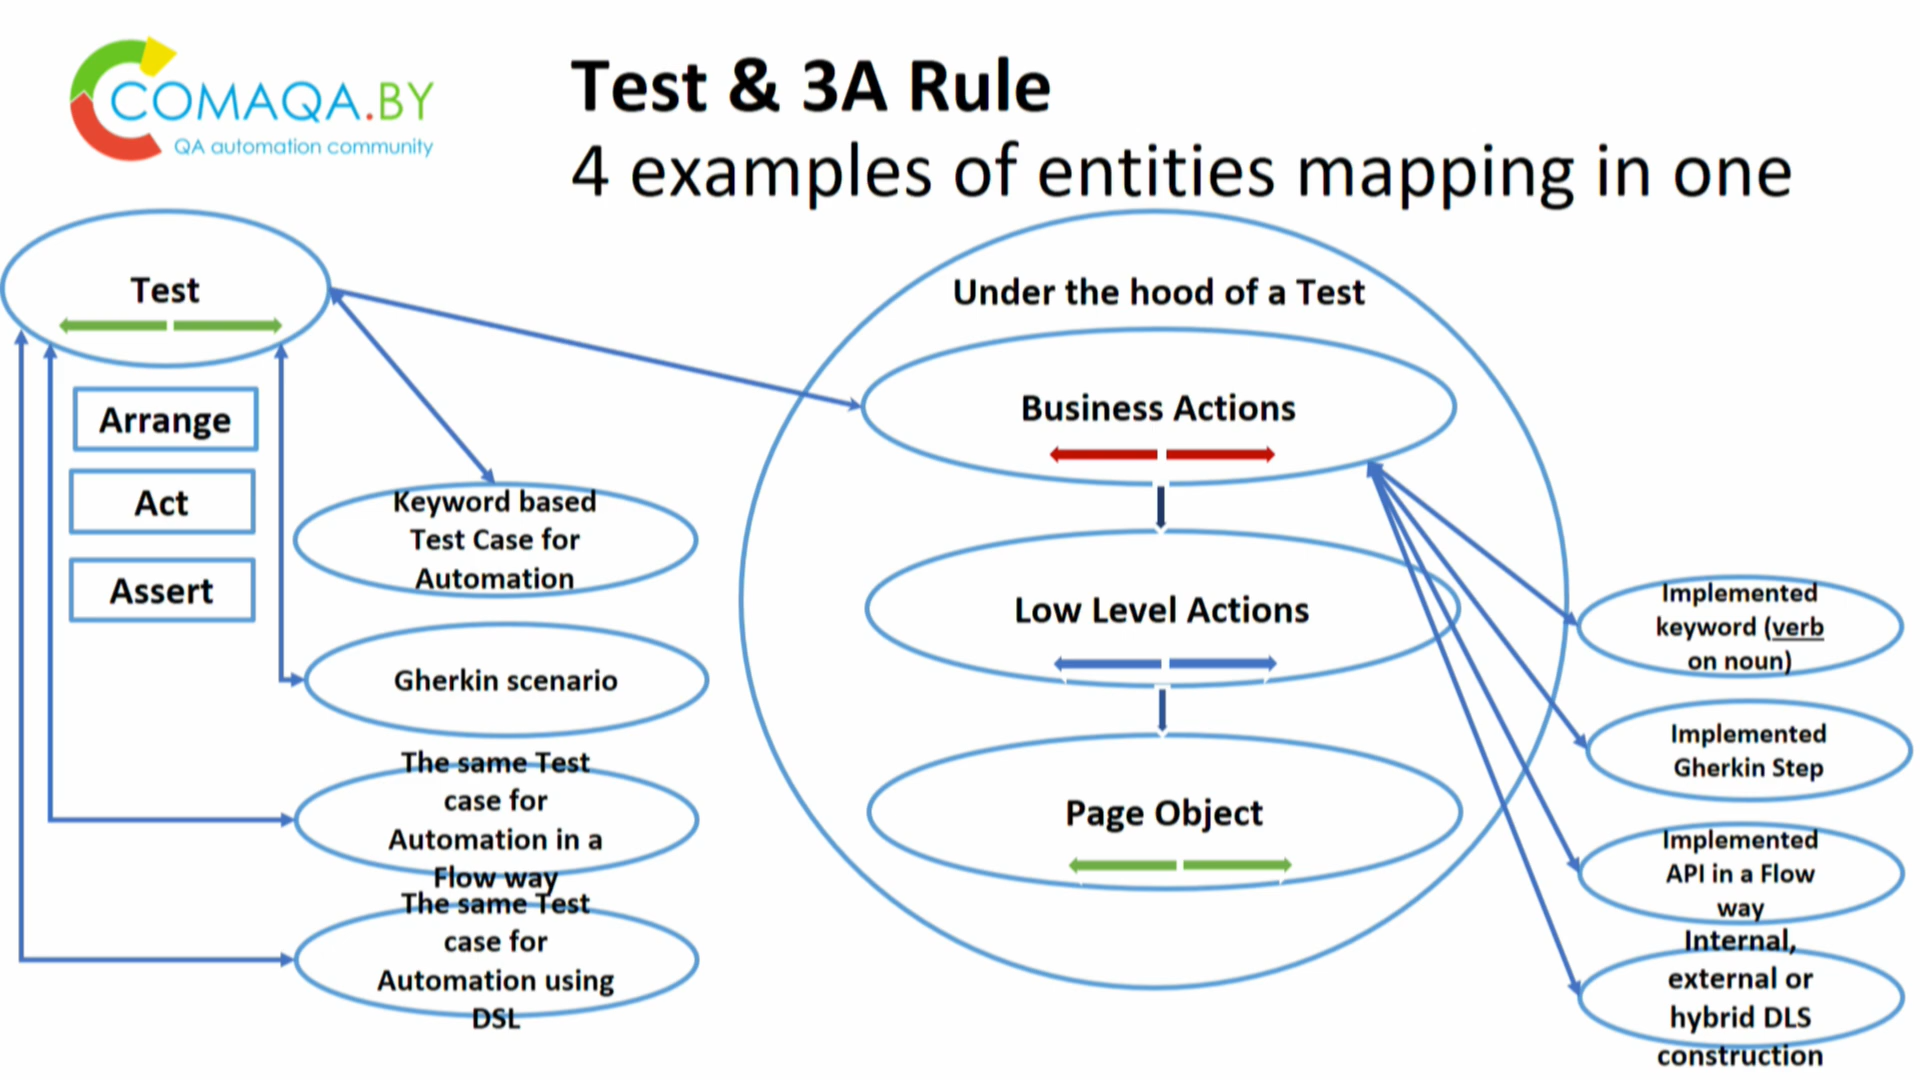 COMAQA.BY
QA automation community
Test & 3A Rule
4 examples of entities mapping in one
Test
Arrange
Act
Assert
Keyword based
Test Case for
Automation
Gherkin scenario
The same Test
case for
Automation in a
Flow way
The same Test
case for
Automation using
DSL
Under the hood of a Test
Business Actions
Low Level Actions
Page Object
Implemented
keyword (verb
on noun)
Implemented
Gherkin Step
Implemented
API in a Flow
way
Internal,
external or
hybrid DLS
construction